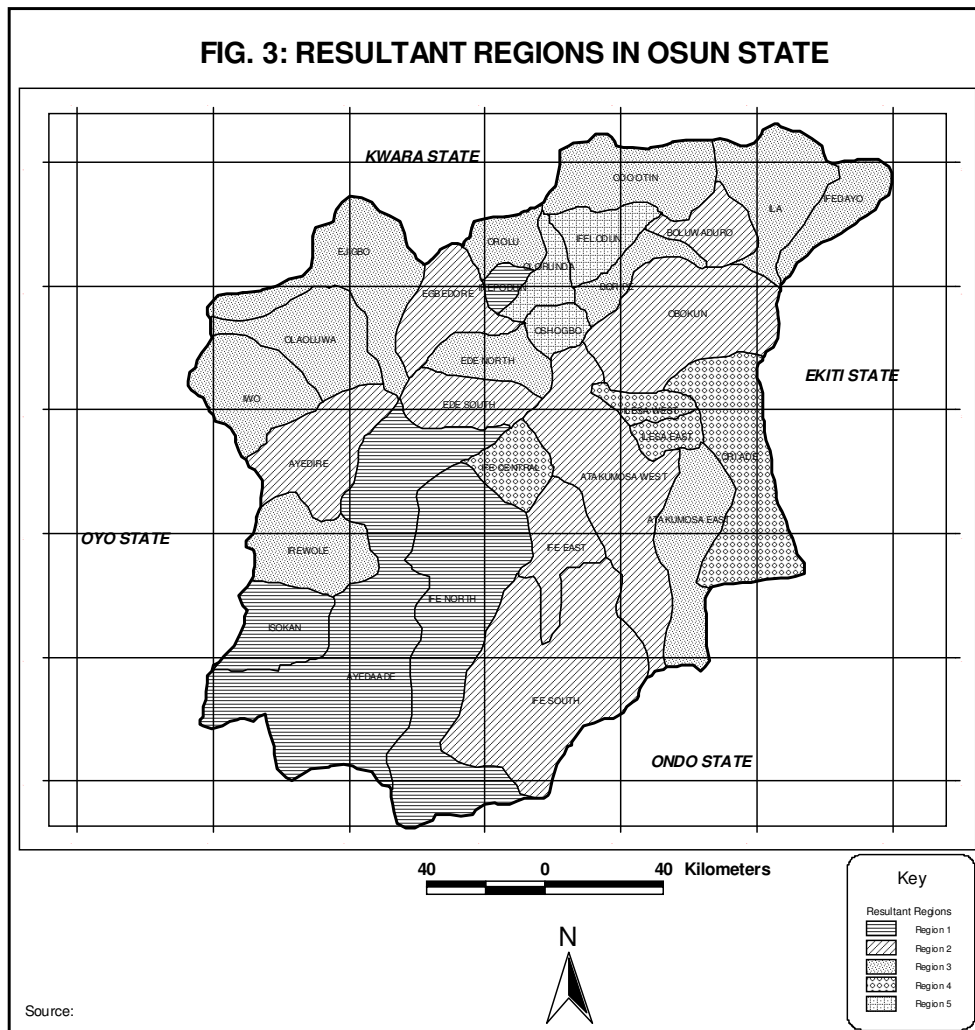 FIG. 3: RESULTANT REGIONS IN OSUN STATE
KWARA STATE
ODOOTIN
ILA
IFEDAYO
EJIGBO
OROLU
IFELODUN
BOLUWADURO
OLORUNDA
EGBEDORE
IREPODUN
BORIPE
OBOKUN
OSHOGBO
OLAOLUWA
EDE NORTH
EKITI STATE
IWO
EDE SOUTH
ILESA WEST
ILESA EAST
ORIADE
AYEDIRE
IFE CENTRAL
ATAKUMOSA WEST
ATAKUMOSA EAST
OYO STATE
IREWOLE
IFE EAST
IFE NORTH
ISOKAN
AYEDAADE
IFE SOUTH
ONDO STATE
40 0 40 Kilometers
N
Key
Resultant Regions
Region 1
Region 2
Region 3
Region 4
Region 5
Source: